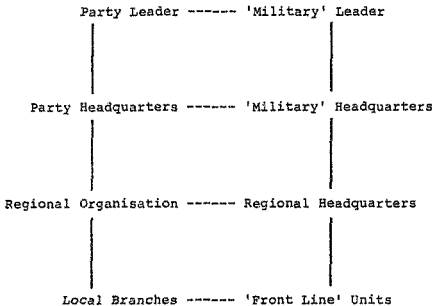 Party Leader ------ 'Military' Leader
Party Headquarters ------ 'Military' Headquarters
Regional Organisation ------ Regional Headquarters
Local Branches ------ 'Front Line' Units